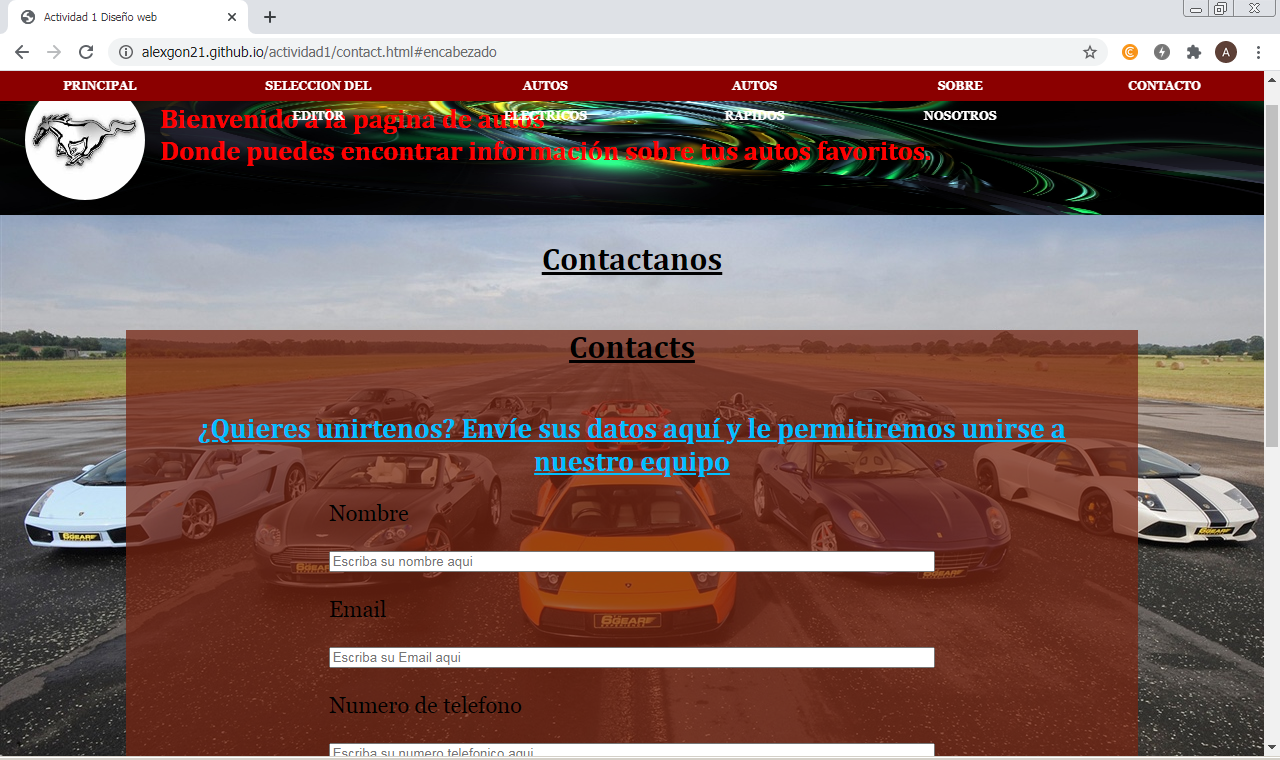 Actividad 1 Diseño web
alexgon21.github.io/actividad1/contact.html#encabezado
A
PRINCIPAL SELECCION DEL AUTOS AUTOS SOBRE CONTACTO
EDITOR ELECTRICOS RAPIDOS NOSOTROS
Bienvenido a la pagina de autos
Donde puedes encontrar información sobre tus autos favoritos.
Contactanos
Contacts
¿Quieres unirtenos? Envíe sus datos aquí y le permitiremos unirse a
nuestro equipo
Nombre
Escriba su nombre aqui
6GEAR
Email
Escriba su Email aqui
Numero de telefono
Escriba su numero telefonico aqui